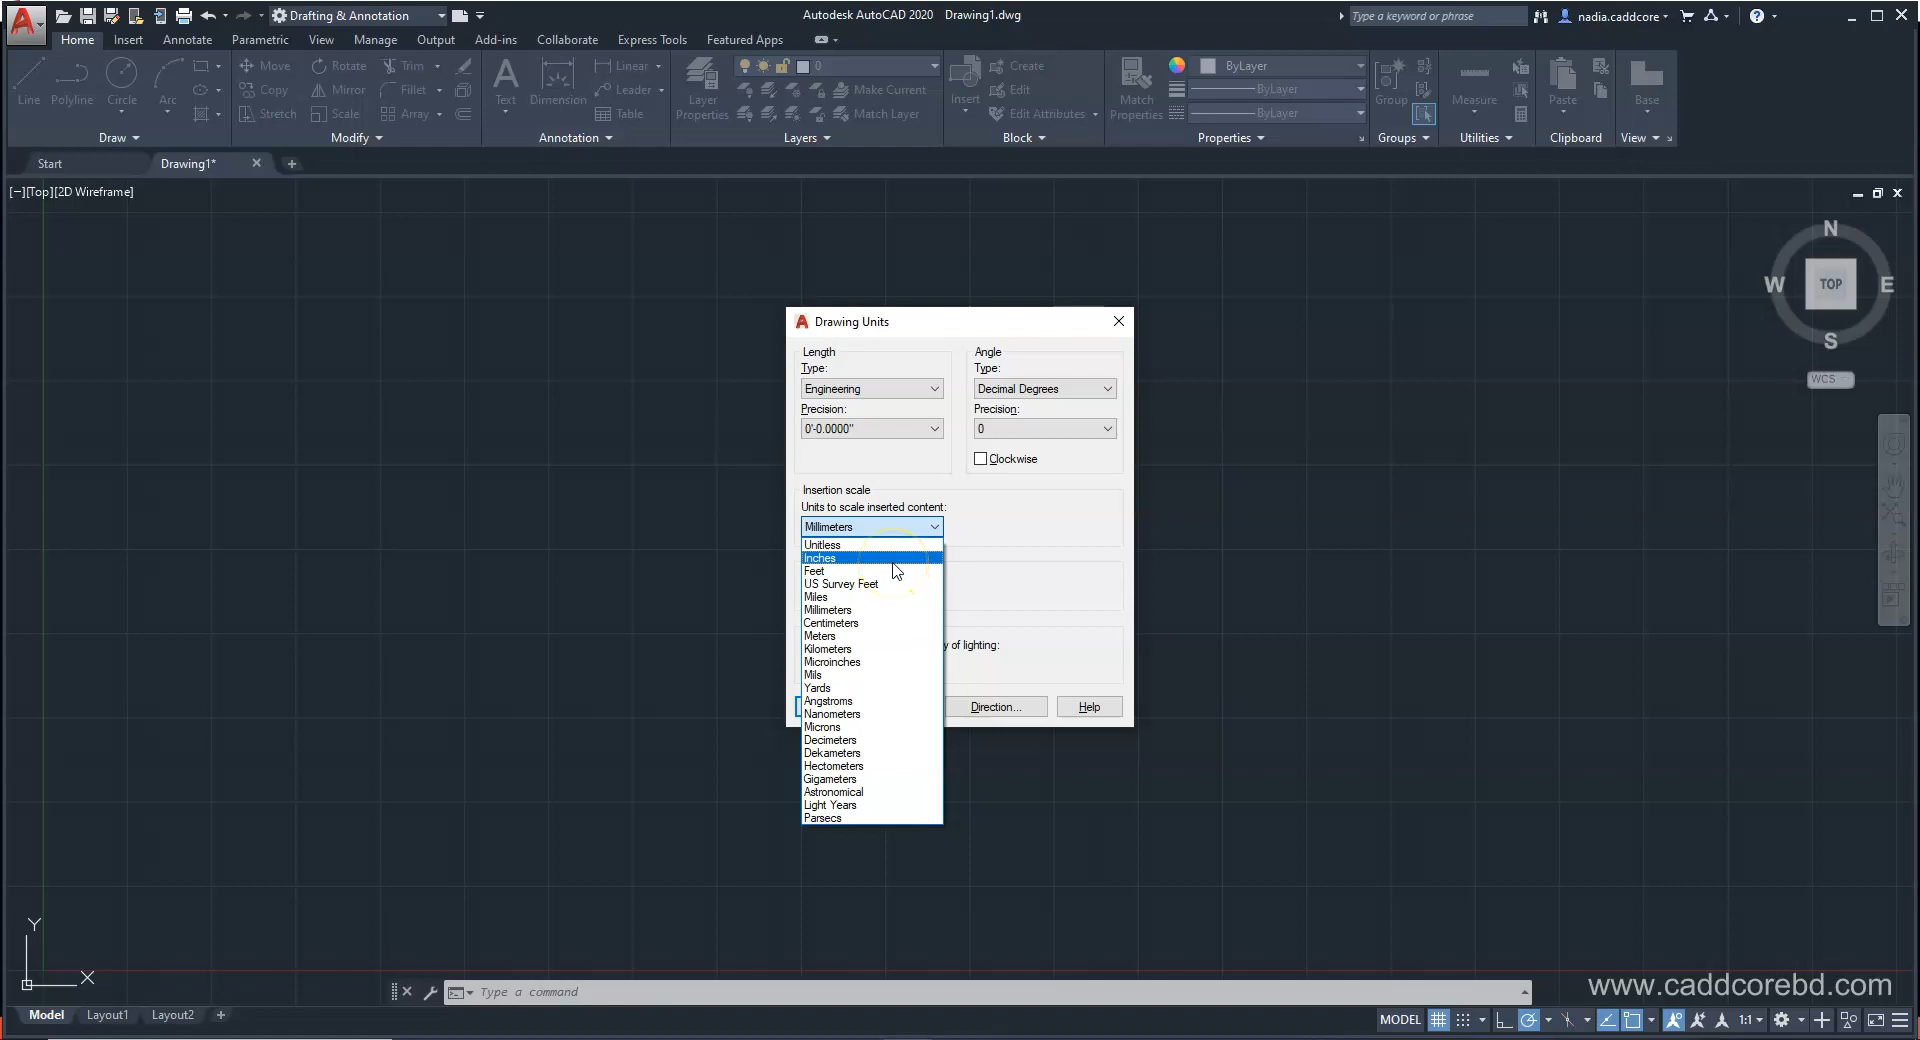 Drafting & Annotation
Autodesk AutoCAD 2020 Drawing1.dwg
Type a keyword or phrase
nadia.caddcore
Home Insert Annotate Parametric View Manage Output Add-ins Collaborate Express Tools Featured Apps
Line Polyline Circle Arc
Draw
Move Rotate Trim
Copy Mirror Fillet
Stretch Scale Array
Modify
Text Dimension
Linear
Leader
Table
Annotation
Layer Properties
0
Make Current
Match Layer
Layers
Insert
Create
Edit
Edit Attributes
Block
Match Properties
ByLayer
ByLayer
ByLayer
Properties
Group
Groups
Measure
Utilities
Paste
Clipboard
Base
View
Start Drawing1*
[−][Top][2D Wireframe]
N
W TOP E
S
WCS
Drawing Units
Length
Type:
Engineering
Precision:
0'-0.0000"
Angle
Type:
Decimal Degrees
Precision:
0
Clockwise
Insertion scale
Units to scale inserted content:
Millimeters
Unitless
Inches
Feet
US Survey Feet
Miles
Millimeters
Centimeters
Meters
Kilometers
Microinches
Mils
Yards
Angstroms
Nanometers
Microns
Decimeters
Dekameters
Hectometers
Gigameters
Astronomical
Light Years
Parsecs
y of lighting:
Direction... Help
Y
X
Type a command
www.caddcorebd.com
Model Layout1 Layout2
MODEL 1:1